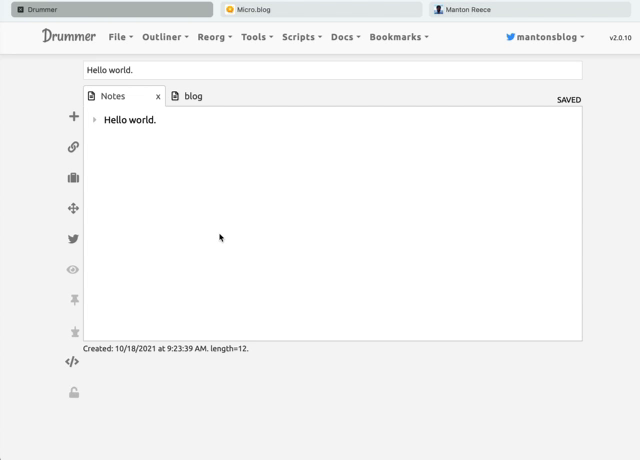 Drummer
Micro.blog
Manton Reece
Drummer
File
Outliner
Reorg
Tools
Scripts
Docs
Bookmarks
mantonsblog
v2.0.10
Hello world.
Notes
x
blog
SAVED
Hello world.
Created: 10/18/2021 at 9:23:39 AM. length=12.